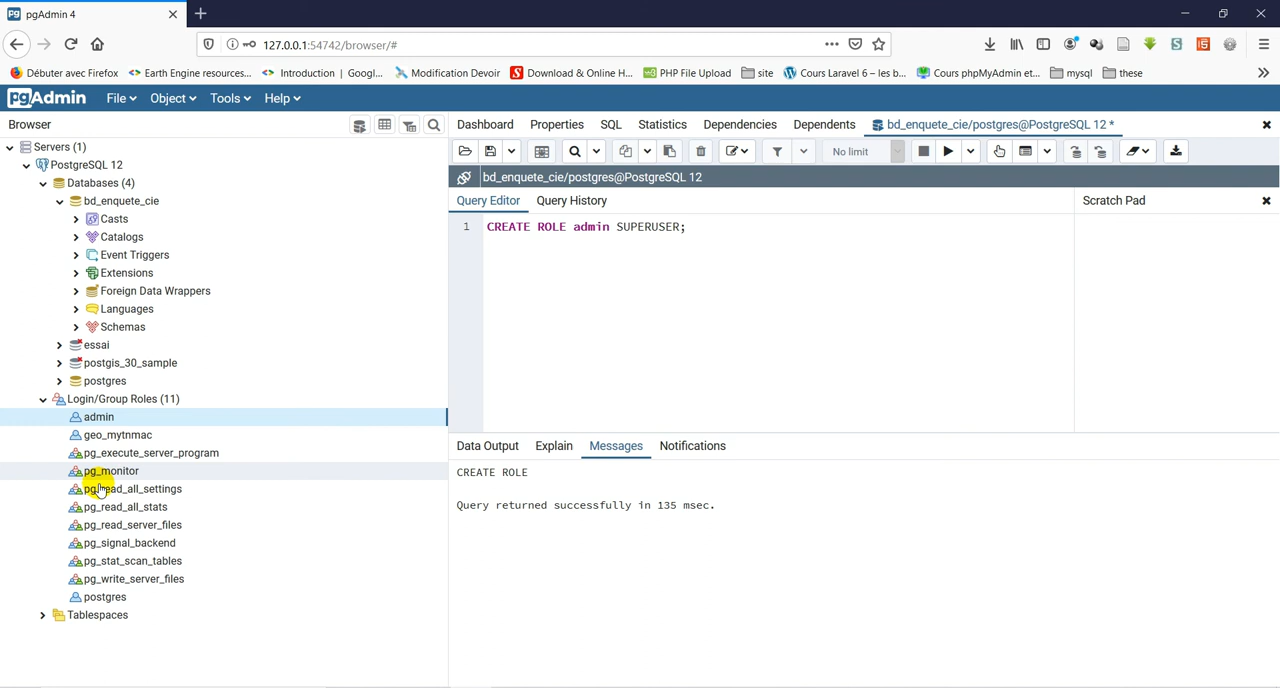 pgAdmin 4
127.0.0.1:54742/browser/#
Débuter avec Firefox Earth Engine resources... Introduction | Googl... Modification Devoir Download & Online H... PHP File Upload site Cours Laravel 6 – les b... Cours phpMyAdmin et... mysql these
pgAdmin File Object Tools Help
Browser
Dashboard Properties SQL Statistics Dependencies Dependents bd_enquete_cie/postgres@PostgreSQL 12 *
Servers (1)
PostgreSQL 12
Databases (4)
bd_enquete_cie
Casts
Catalogs
Event Triggers
Extensions
Foreign Data Wrappers
Languages
Schemas
essai
postgis_30_sample
postgres
Login/Group Roles (11)
admin
geo_mytnmac
pg_execute_server_program
pg_monitor
pg_read_all_settings
pg_read_all_stats
pg_read_server_files
pg_signal_backend
pg_stat_scan_tables
pg_write_server_files
postgres
Tablespaces
No limit
bd_enquete_cie/postgres@PostgreSQL 12
Query Editor Query History
Scratch Pad
1 CREATE ROLE admin SUPERUSER;
Data Output Explain Messages Notifications
CREATE ROLE
Query returned successfully in 135 msec.